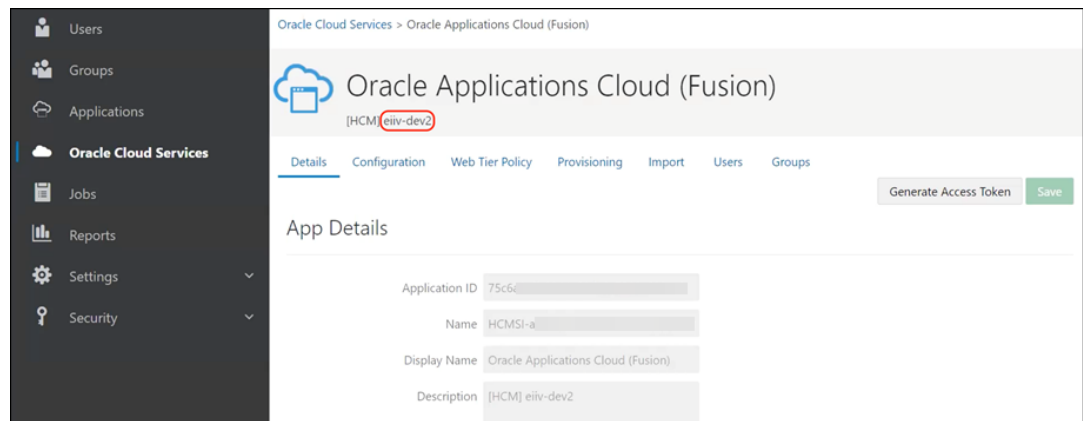 Users
Groups
Applications
Oracle Cloud Services
Jobs
Reports
Settings
Security
Oracle Cloud Services > Oracle Applications Cloud (Fusion)
Oracle Applications Cloud (Fusion)
[HCM] eiiv-dev2
Details Configuration Web Tier Policy Provisioning Import Users Groups
Generate Access Token Save
App Details
Application ID 75c6
Name HCMSI-a
Display Name Oracle Applications Cloud (Fusion)
Description [HCM] eiiv-dev2